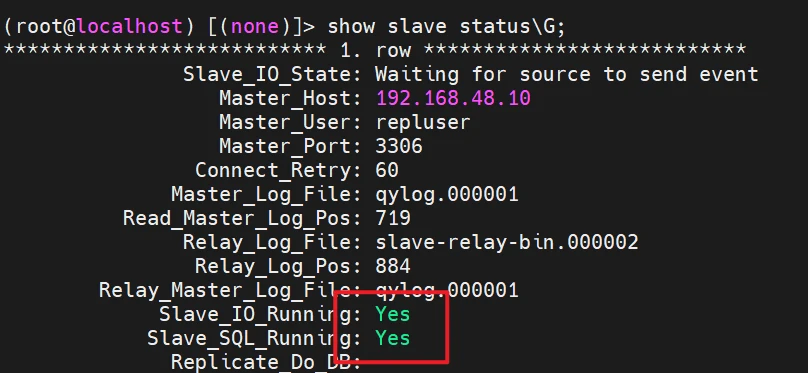 (root@localhost) [(none)]> show slave status\G;
*************************** 1. row ***************************
Slave_IO_State: Waiting for source to send event
Master_Host: 192.168.48.10
Master_User: repluser
Master_Port: 3306
Connect_Retry: 60
Master_Log_File: qylog.000001
Read_Master_Log_Pos: 719
Relay_Log_File: slave-relay-bin.000002
Relay_Log_Pos: 884
Relay_Master_Log_File: qylog.000001
Slave_IO_Running: Yes
Slave_SQL_Running: Yes
Replicate_Do_DB: